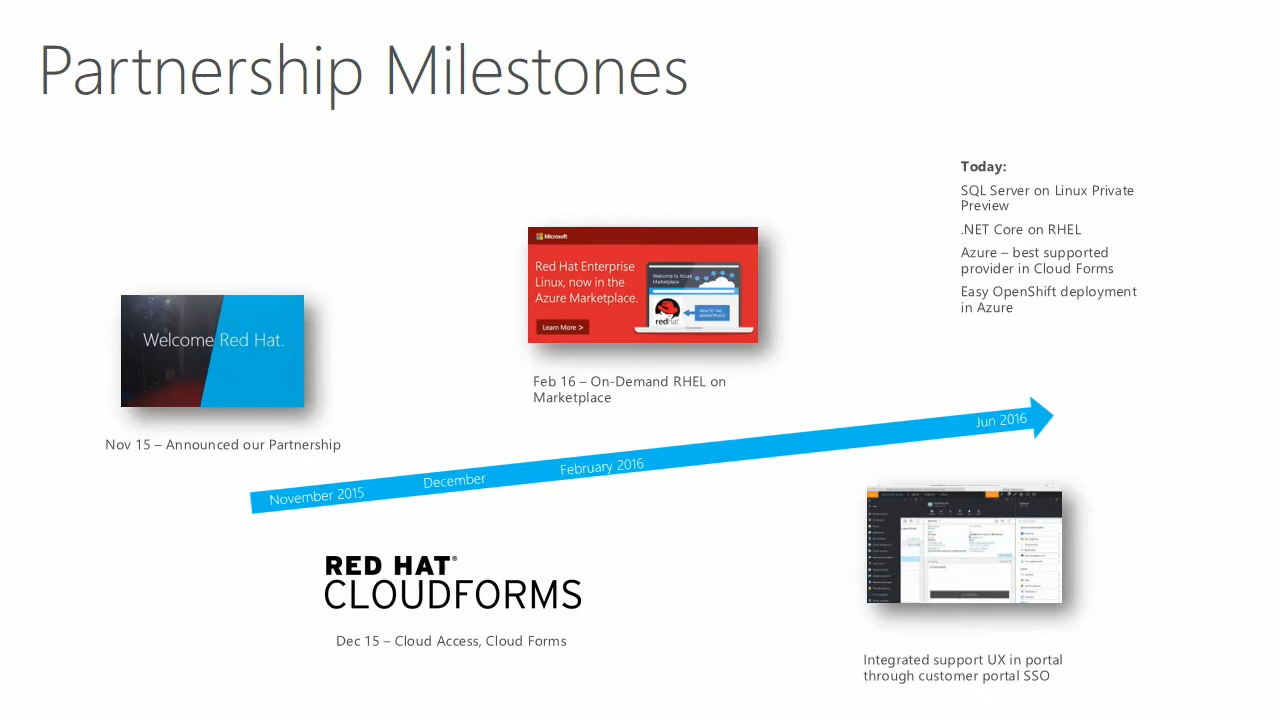 Partnership Milestones
Today:
SQL Server on Linux Private
Preview
.NET Core on RHEL
Azure – best supported
provider in Cloud Forms
Easy OpenShift deployment
in Azure
Microsoft
Red Hat Enterprise
Linux, now in the
Azure Marketplace.
Learn More >
Welcome to Azure
Marketplace
redhat
NEW TO THE
MARKETPLACE
Welcome Red Hat.
Feb 16 – On-Demand RHEL on
Marketplace
Nov 15 – Announced our Partnership
November 2015
December
February 2016
Jun 2016
RED HAT®
CLOUDFORMS
Dec 15 – Cloud Access, Cloud Forms
Integrated support UX in portal
through customer portal SSO